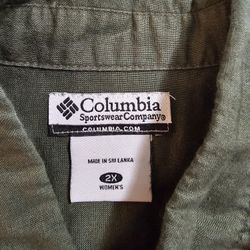 Columbia
Sportswear Company®
COLUMBIA.COM
MADE IN SRI LANKA
2X
WOMEN'S